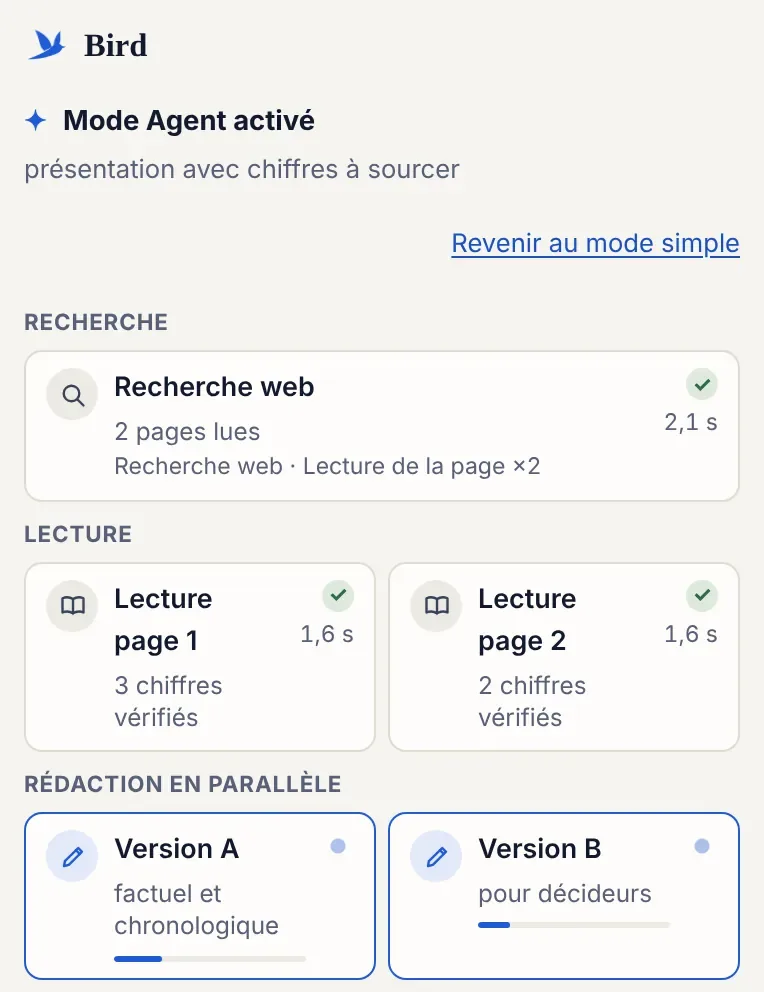 Bird
Mode Agent activé
présentation avec chiffres à sourcer
Revenir au mode simple
RECHERCHE
Recherche web
2,1 s
2 pages lues
Recherche web · Lecture de la page ×2
LECTURE
Lecture
page 1
1,6 s
3 chiffres
vérifiés
Lecture
page 2
1,6 s
2 chiffres
vérifiés
RÉDACTION EN PARALLÈLE
Version A
factuel et
chronologique
Version B
pour décideurs